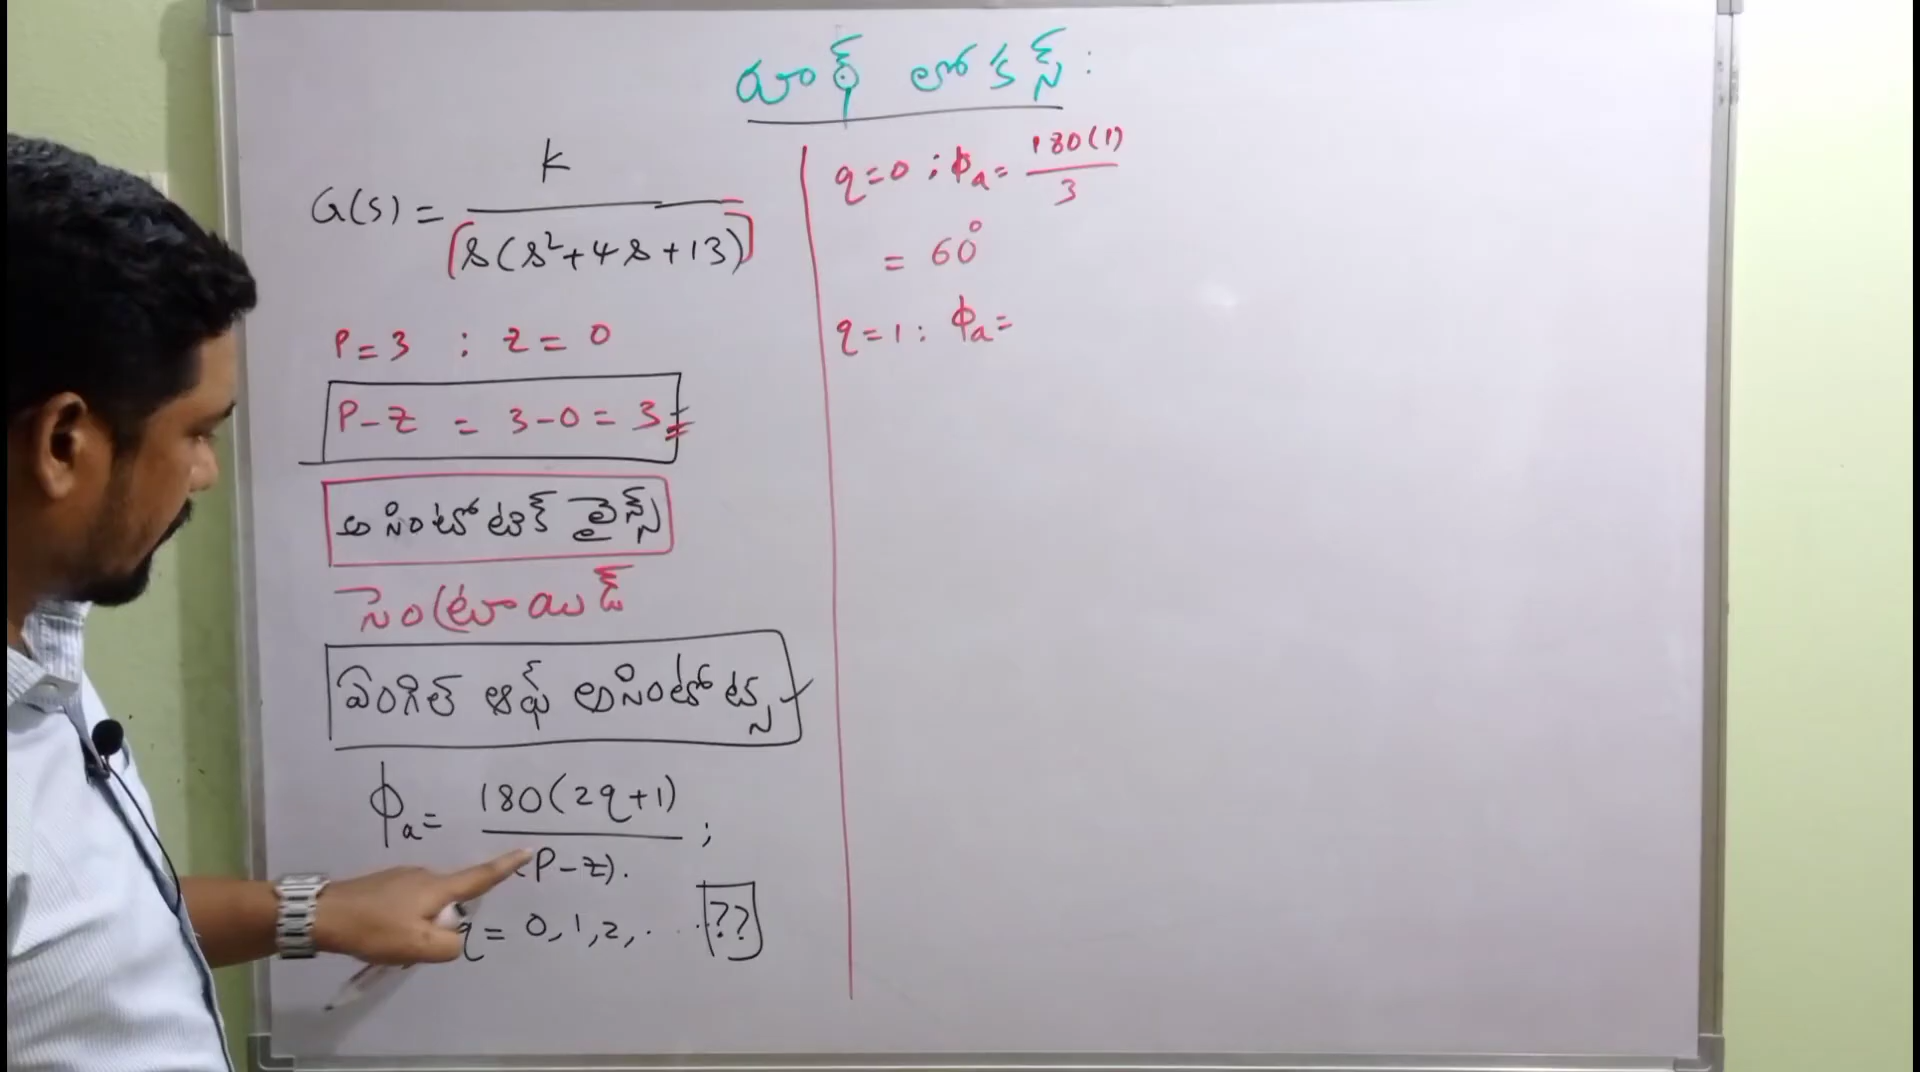 రూట్ లోకస్:
G(s) = K / s(s²+4s+13)
P=3 : z=0
P-z = 3-0=3
అసింటోటిక్ లైన్స్
సెంట్రాయిడ్
ఏంగిల్ ఆఫ్ అసింటోట్స్
ϕa= 180(2q+1) / (P-z). ;
q= 0,1,2,... ??
q=0 ; ϕa= 180(1) / 3
= 60°
q=1: ϕa=